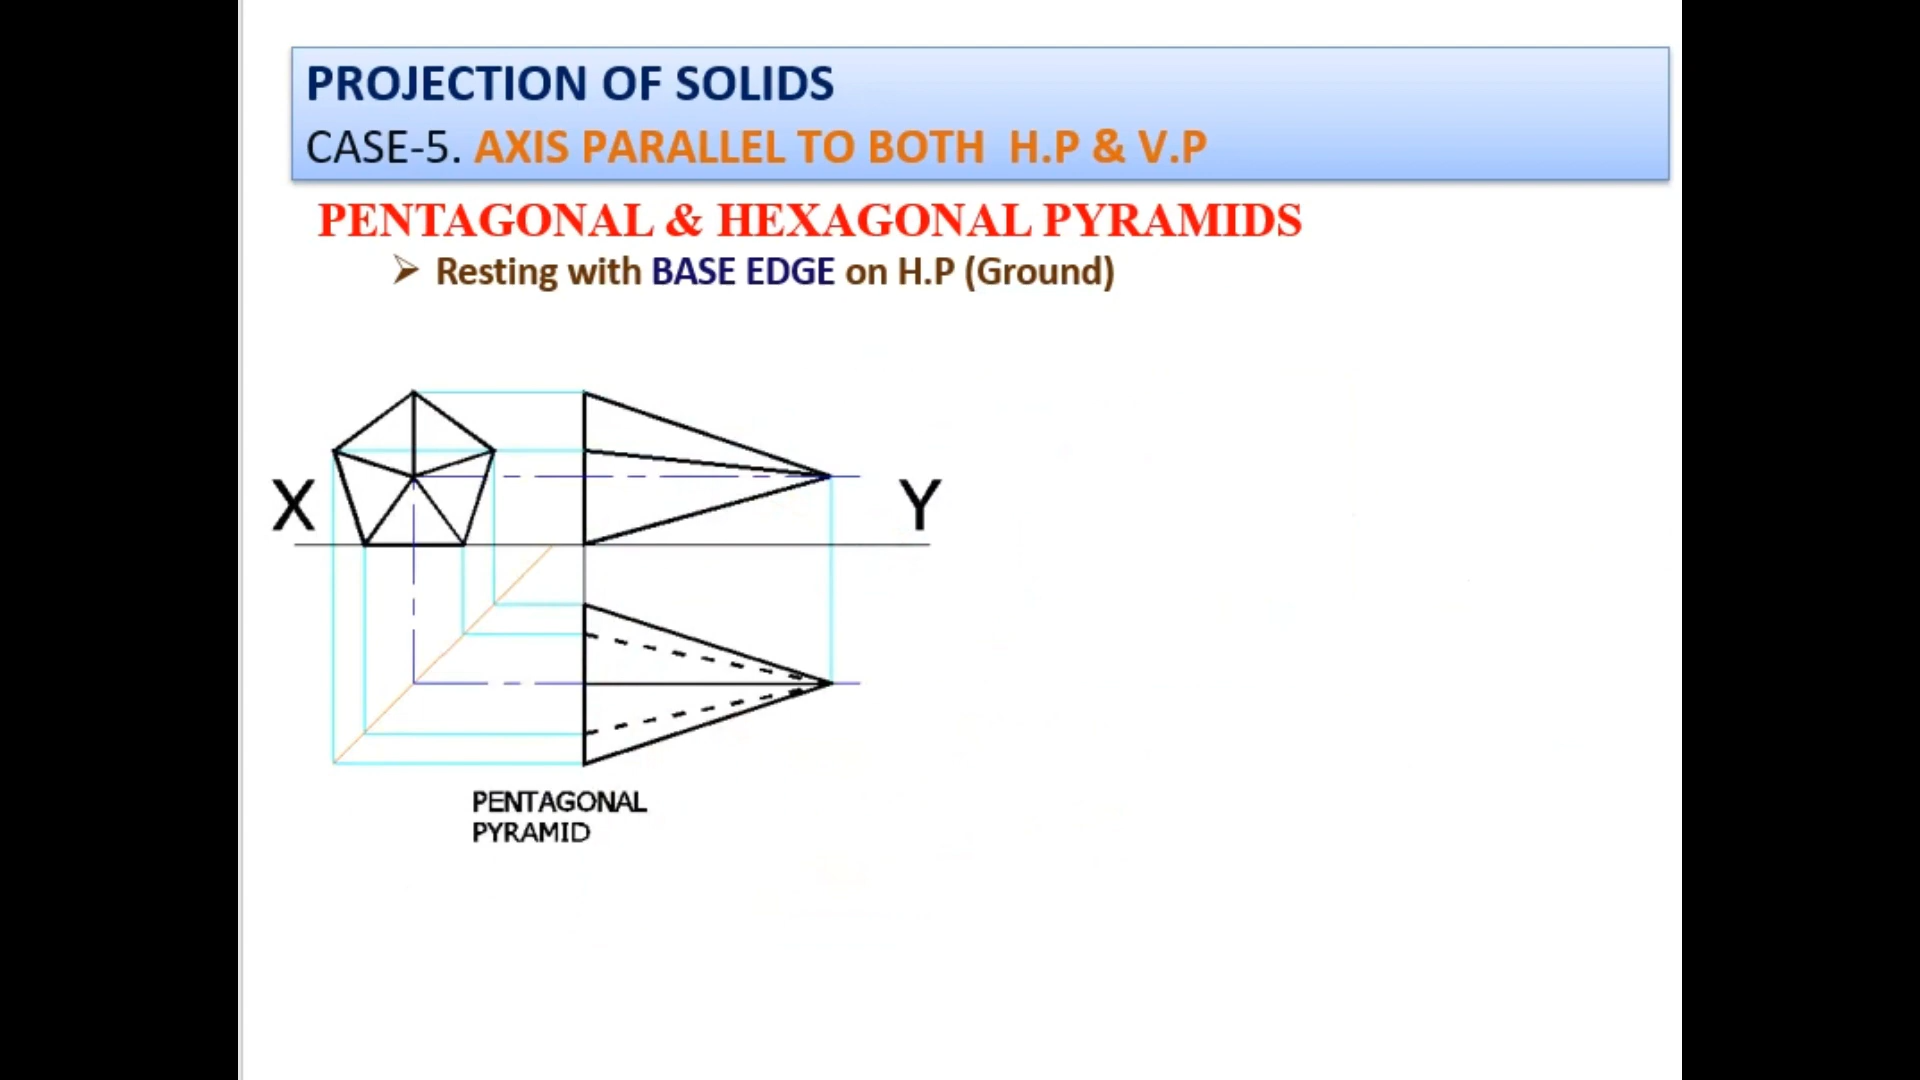 PROJECTION OF SOLIDS
CASE-5. AXIS PARALLEL TO BOTH H.P & V.P
PENTAGONAL & HEXAGONAL PYRAMIDS
➢ Resting with BASE EDGE on H.P (Ground)
X
Y
PENTAGONAL
PYRAMID